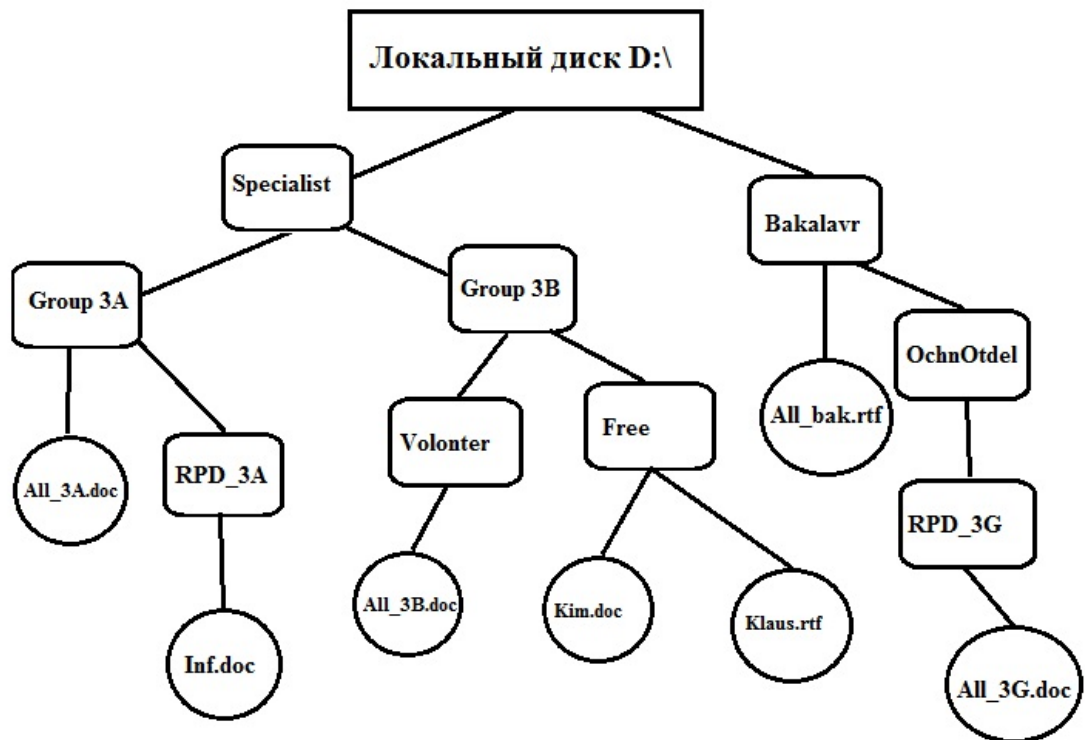 Локальный диск D:\
Specialist
Bakalavr
Group 3A
Group 3B
OchnOtdel
Volonter
Free
All_bak.rtf
RPD_3A
All_3A.doc
RPD_3G
All_3B.doc
Kim.doc
Klaus.rtf
Inf.doc
All_3G.doc